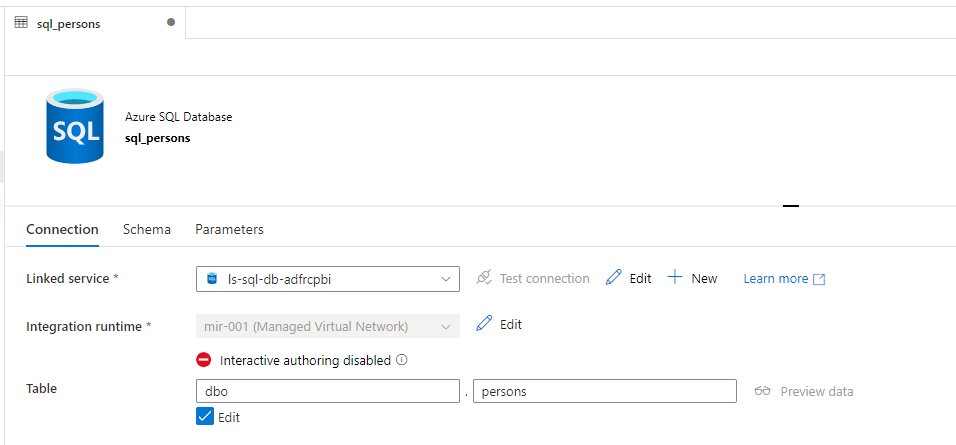 sql_persons
SQL
Azure SQL Database
sql_persons
Connection Schema Parameters
Linked service * ls-sql-db-adfrcpbi Test connection Edit New Learn more
Integration runtime * mir-001 (Managed Virtual Network) Edit
Interactive authoring disabled
Table dbo . persons Preview data
Edit